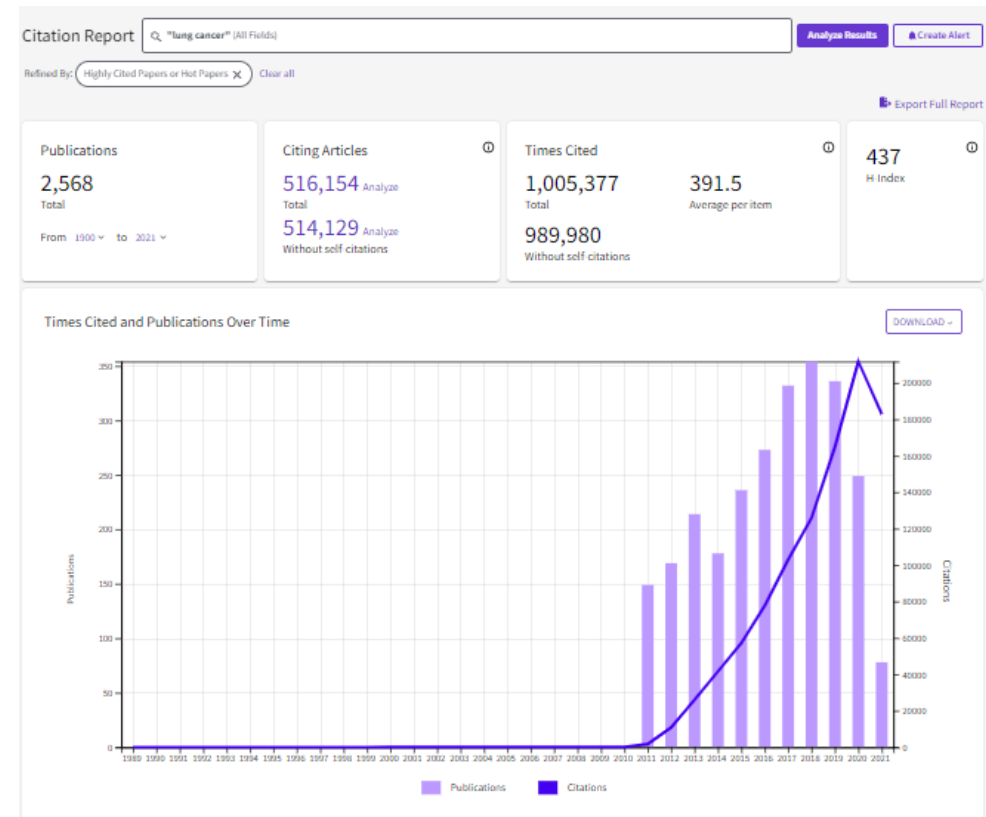 Citation Report "lung cancer" (All Fields) Analyze Results Create Alert
Refined By: Highly Cited Papers or Hot Papers Clear all
Export Full Report
Publications
2,568
Total
From 1900 to 2021
Citing Articles
516,154 Analyze
Total
514,129 Analyze
Without self citations
Times Cited
1,005,377 391.5
Total Average per item
989,980
Without self citations
437
H-Index
Times Cited and Publications Over Time DOWNLOAD
Publications
350
300
250
200
150
100
50
0
200000
180000
160000
140000
120000
100000
80000
60000
40000
20000
0
Citations
1989 1990 1991 1992 1993 1994 1995 1996 1997 1998 1999 2000 2001 2002 2003 2004 2005 2006 2007 2008 2009 2010 2011 2012 2013 2014 2015 2016 2017 2018 2019 2020 2021
Publications Citations